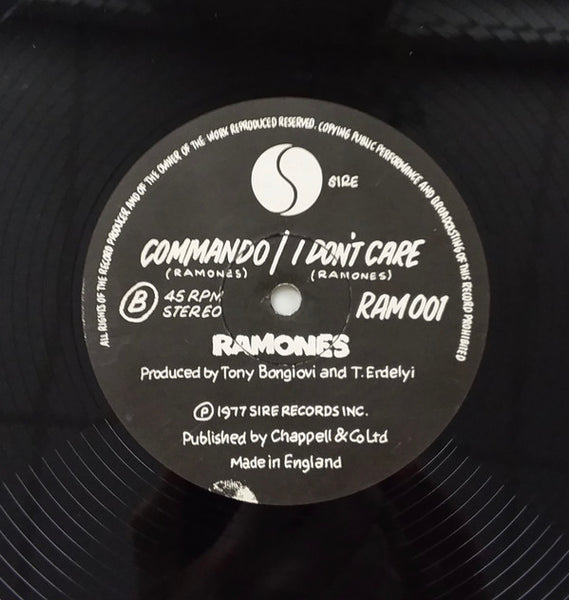 ALL RIGHTS OF THE RECORD PRODUCER AND OF THE OWNER OF THE WORK REPRODUCED RESERVED. COPYING PUBLIC PERFORMANCE AND BROADCASTING OF THIS RECORD PROHIBITED
SIRE
COMMANDO / I DON'T CARE
(RAMONES) (RAMONES)
B 45 RPM RAM 001
STEREO
RAMONES
Produced by Tony Bongiovi and T. Erdelyi
Ⓟ 1977 SIRE RECORDS INC.
Published by Chappell & Co Ltd
Made in England